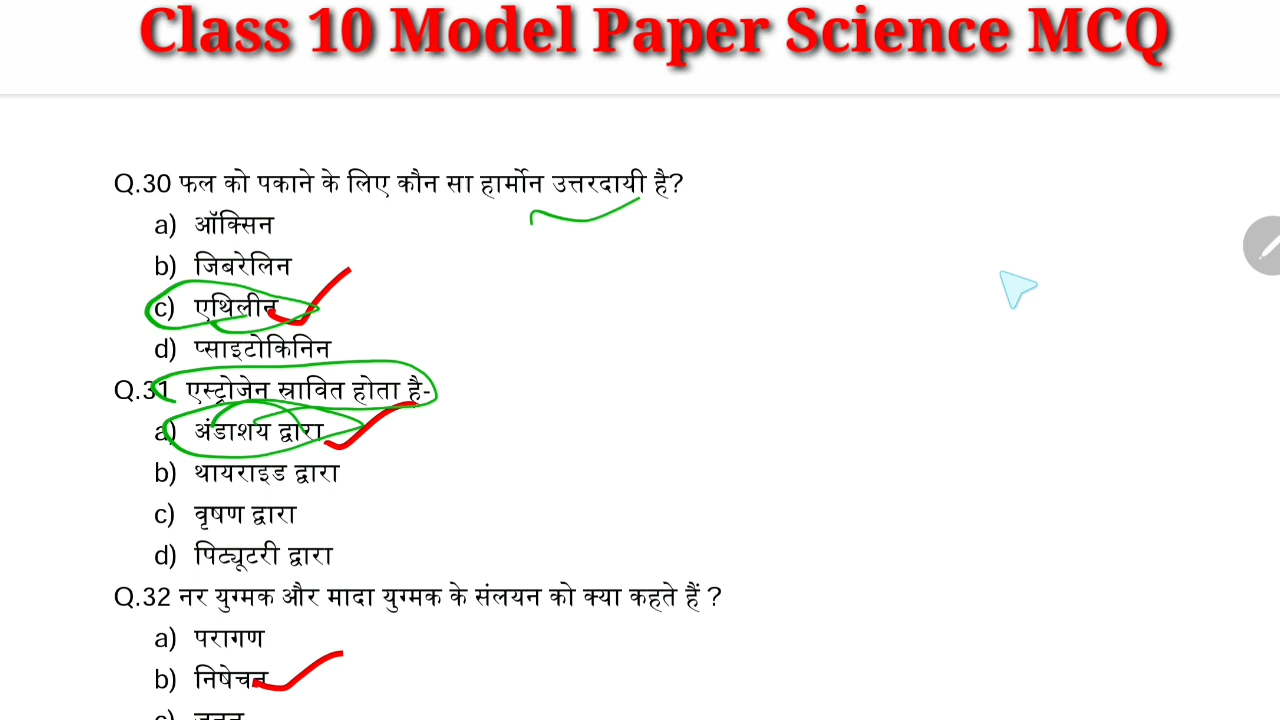 Class 10 Model Paper Science MCQ
Q.30 फल को पकाने के लिए कौन सा हार्मोन उत्तरदायी है?
a) ऑक्सिन
b) जिबरेलिन
c) एथिलीन
d) प्साइटोकिनिन
Q.31 एस्ट्रोजेन स्रावित होता है-
a) अंडाशय द्वारा
b) थायराइड द्वारा
c) वृषण द्वारा
d) पिट्यूटरी द्वारा
Q.32 नर युग्मक और मादा युग्मक के संलयन को क्या कहते हैं ?
a) परागण
b) निषेचन